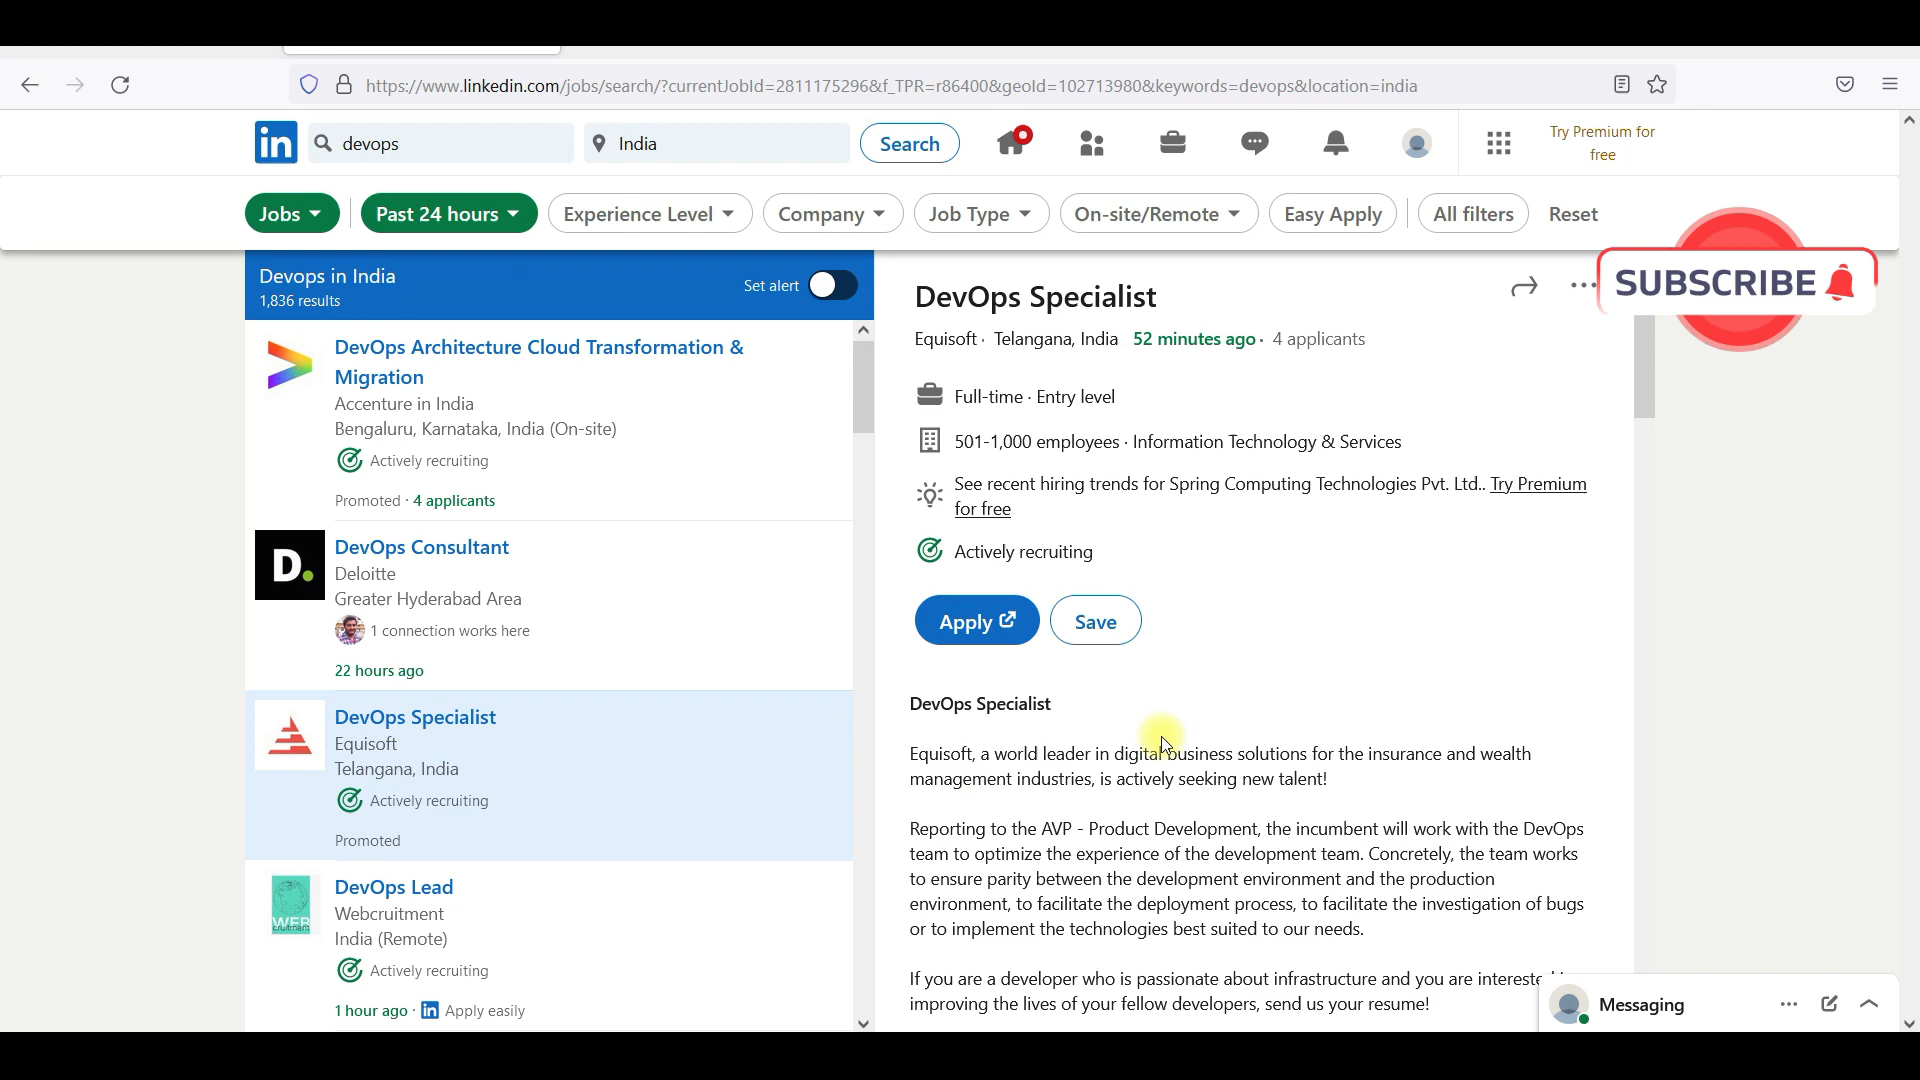 https://www.linkedin.com/jobs/search/?currentJobId=2811175296&f_TPR=r86400&geoId=102713980&keywords=devops&location=india
in
devops
India
Search
Try Premium for
free
Jobs
Past 24 hours
Experience Level
Company
Job Type
On-site/Remote
Easy Apply
All filters
Reset
SUBSCRIBE
Devops in India
1,836 results
Set alert
DevOps Architecture Cloud Transformation &
Migration
Accenture in India
Bengaluru, Karnataka, India (On-site)
Actively recruiting
Promoted · 4 applicants
D.
DevOps Consultant
Deloitte
Greater Hyderabad Area
1 connection works here
22 hours ago
DevOps Specialist
Equisoft
Telangana, India
Actively recruiting
Promoted
WEB
cruitment
DevOps Lead
Webcruitment
India (Remote)
Actively recruiting
1 hour ago · in Apply easily
DevOps Specialist
Equisoft · Telangana, India 52 minutes ago · 4 applicants
Full-time · Entry level
501-1,000 employees · Information Technology & Services
See recent hiring trends for Spring Computing Technologies Pvt. Ltd.. Try Premium
for free
Actively recruiting
Apply
Save
DevOps Specialist
Equisoft, a world leader in digital business solutions for the insurance and wealth
management industries, is actively seeking new talent!
Reporting to the AVP - Product Development, the incumbent will work with the DevOps
team to optimize the experience of the development team. Concretely, the team works
to ensure parity between the development environment and the production
environment, to facilitate the deployment process, to facilitate the investigation of bugs
or to implement the technologies best suited to our needs.
If you are a developer who is passionate about infrastructure and you are
improving the lives of your fellow developers, send us your resume!
Messaging